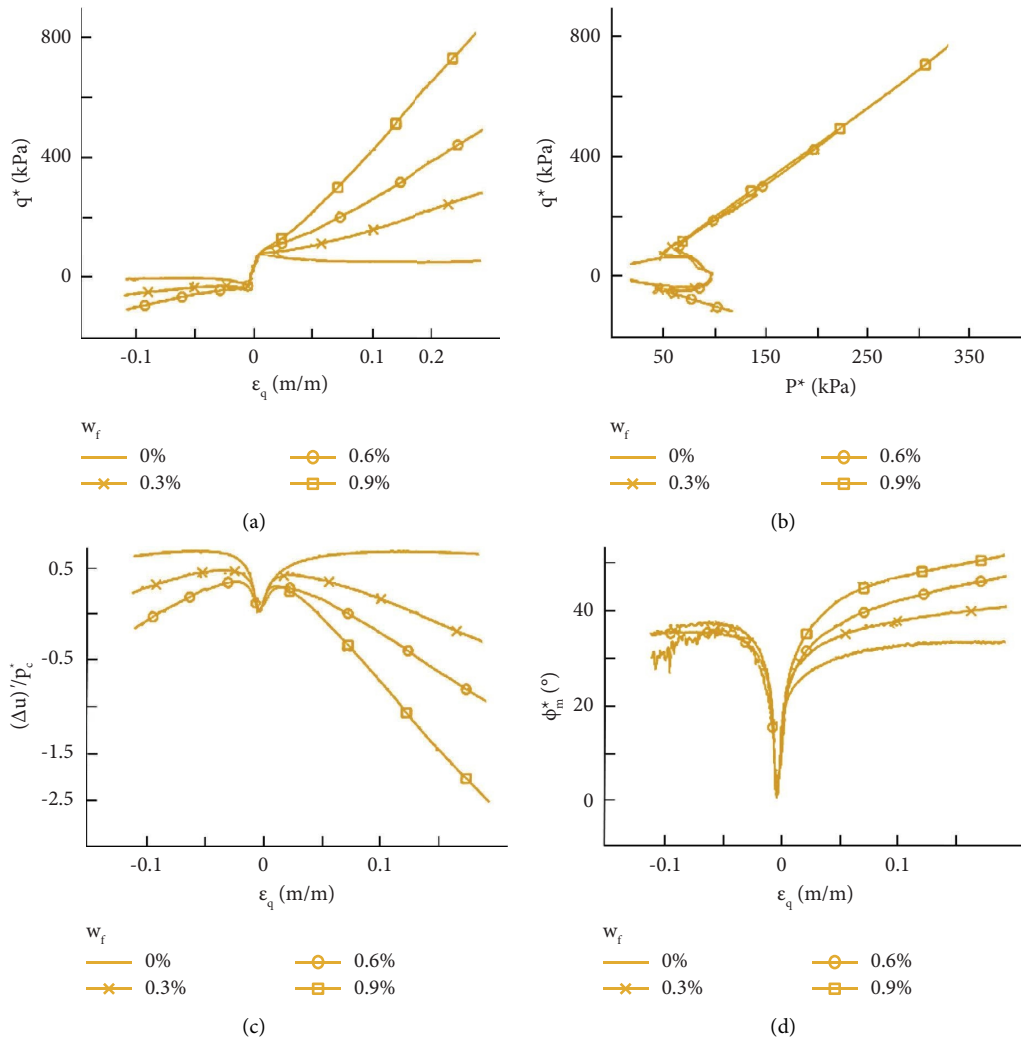 800
400
0
q* (kPa)
-0.1 0 0.1 0.2
ε_q (m/m)
w_f
0% 0.6%
0.3% 0.9%
(a)
800
400
0
q* (kPa)
50 150 250 350
P* (kPa)
w_f
0% 0.6%
0.3% 0.9%
(b)
0.5
-0.5
-1.5
-2.5
(Δu)′/p_c^*
-0.1 0 0.1
ε_q (m/m)
w_f
0% 0.6%
0.3% 0.9%
(c)
40
20
0
ϕ_m^* (°)
-0.1 0 0.1
ε_q (m/m)
w_f
0% 0.6%
0.3% 0.9%
(d)